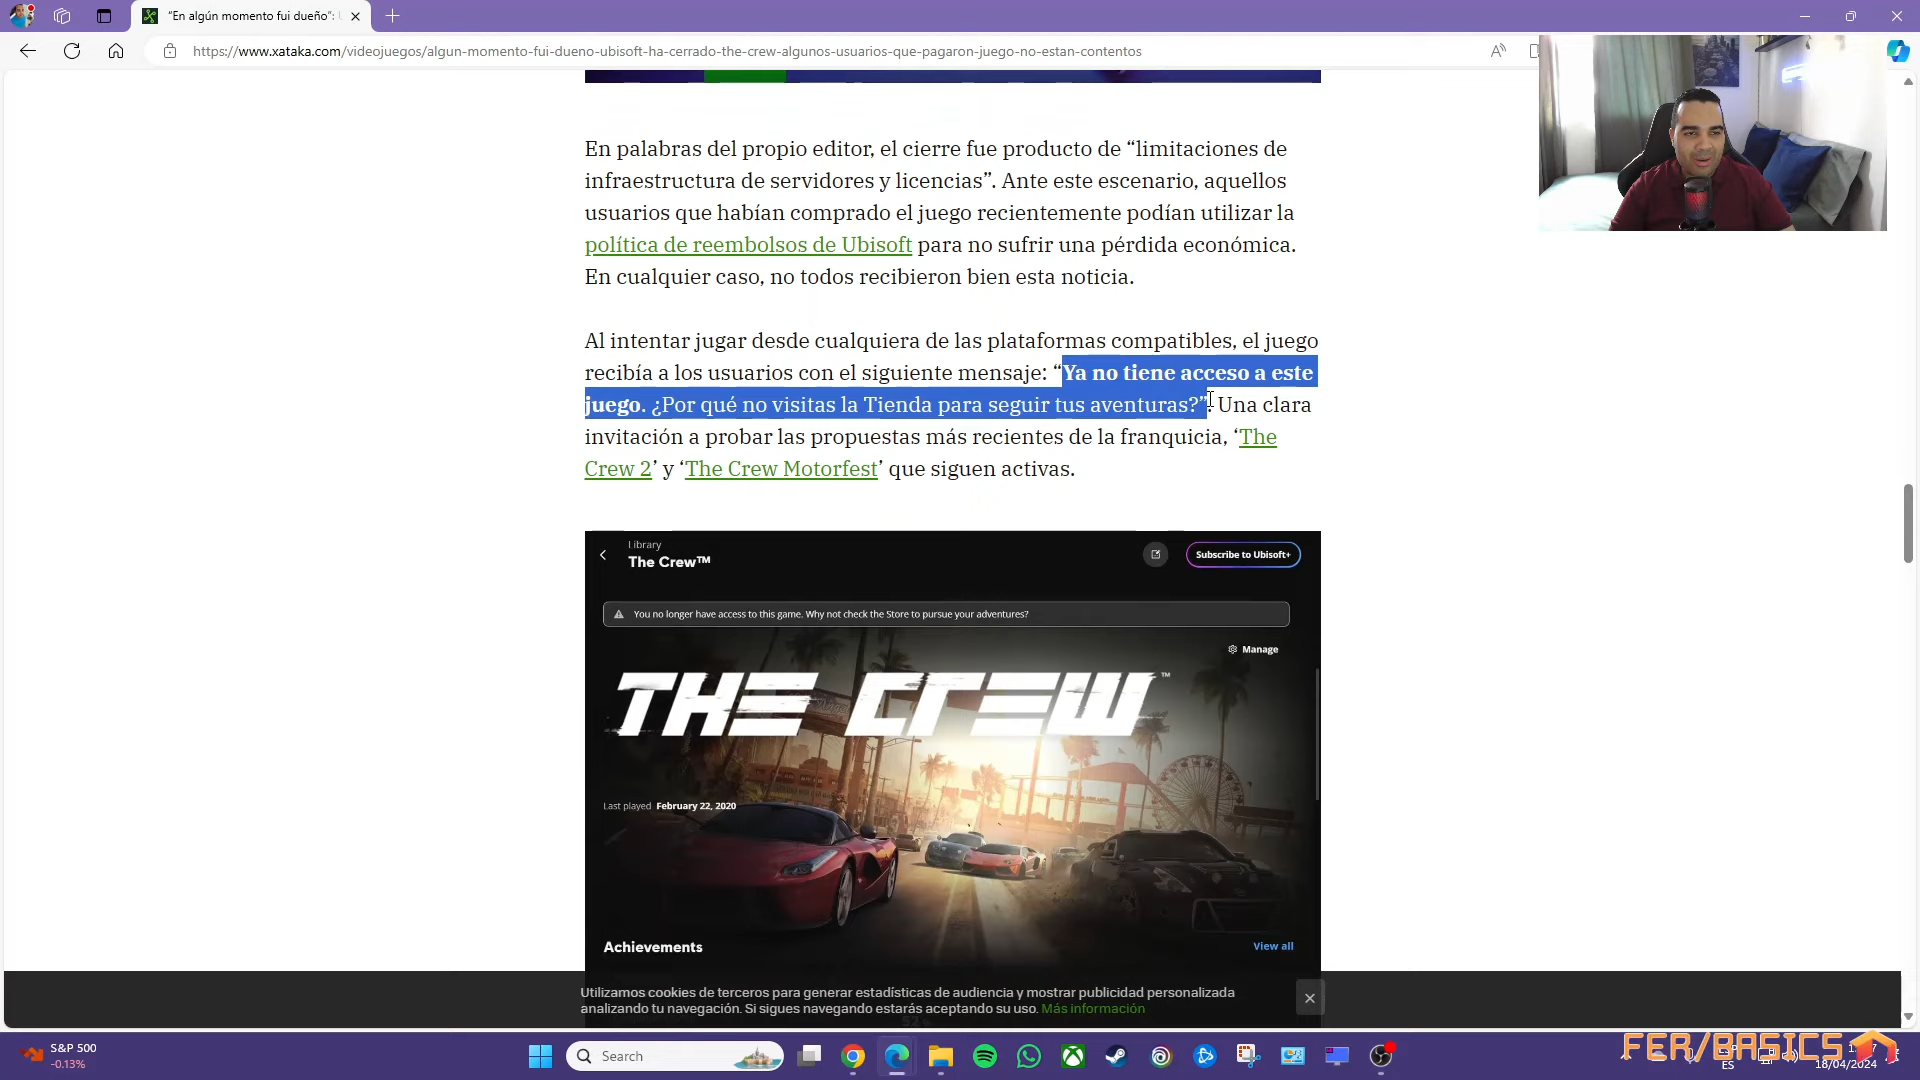 "En algún momento fui dueño":
https://www.xataka.com/videojuegos/algun-momento-fui-dueno-ubisoft-ha-cerrado-the-crew-algunos-usuarios-que-pagaron-juego-no-estan-contentos
En palabras del propio editor, el cierre fue producto de “limitaciones de
infraestructura de servidores y licencias”. Ante este escenario, aquellos
usuarios que habían comprado el juego recientemente podían utilizar la
política de reembolsos de Ubisoft para no sufrir una pérdida económica.
En cualquier caso, no todos recibieron bien esta noticia.
Al intentar jugar desde cualquiera de las plataformas compatibles, el juego
recibía a los usuarios con el siguiente mensaje: “Ya no tiene acceso a este
juego. ¿Por qué no visitas la Tienda para seguir tus aventuras?”. Una clara
invitación a probar las propuestas más recientes de la franquicia, ‘The
Crew 2’ y ‘The Crew Motorfest’ que siguen activas.
Library
The Crew™
Subscribe to Ubisoft+
You no longer have access to this game. Why not check the Store to pursue your adventures?
Manage
THE CREW™
Last played February 22, 2020
Achievements
View all
Utilizamos cookies de terceros para generar estadísticas de audiencia y mostrar publicidad personalizada
analizando tu navegación. Si sigues navegando estarás aceptando su uso. Más información
S&P 500
-0.13%
Search
FER/BASICS
ES
18/04/2024